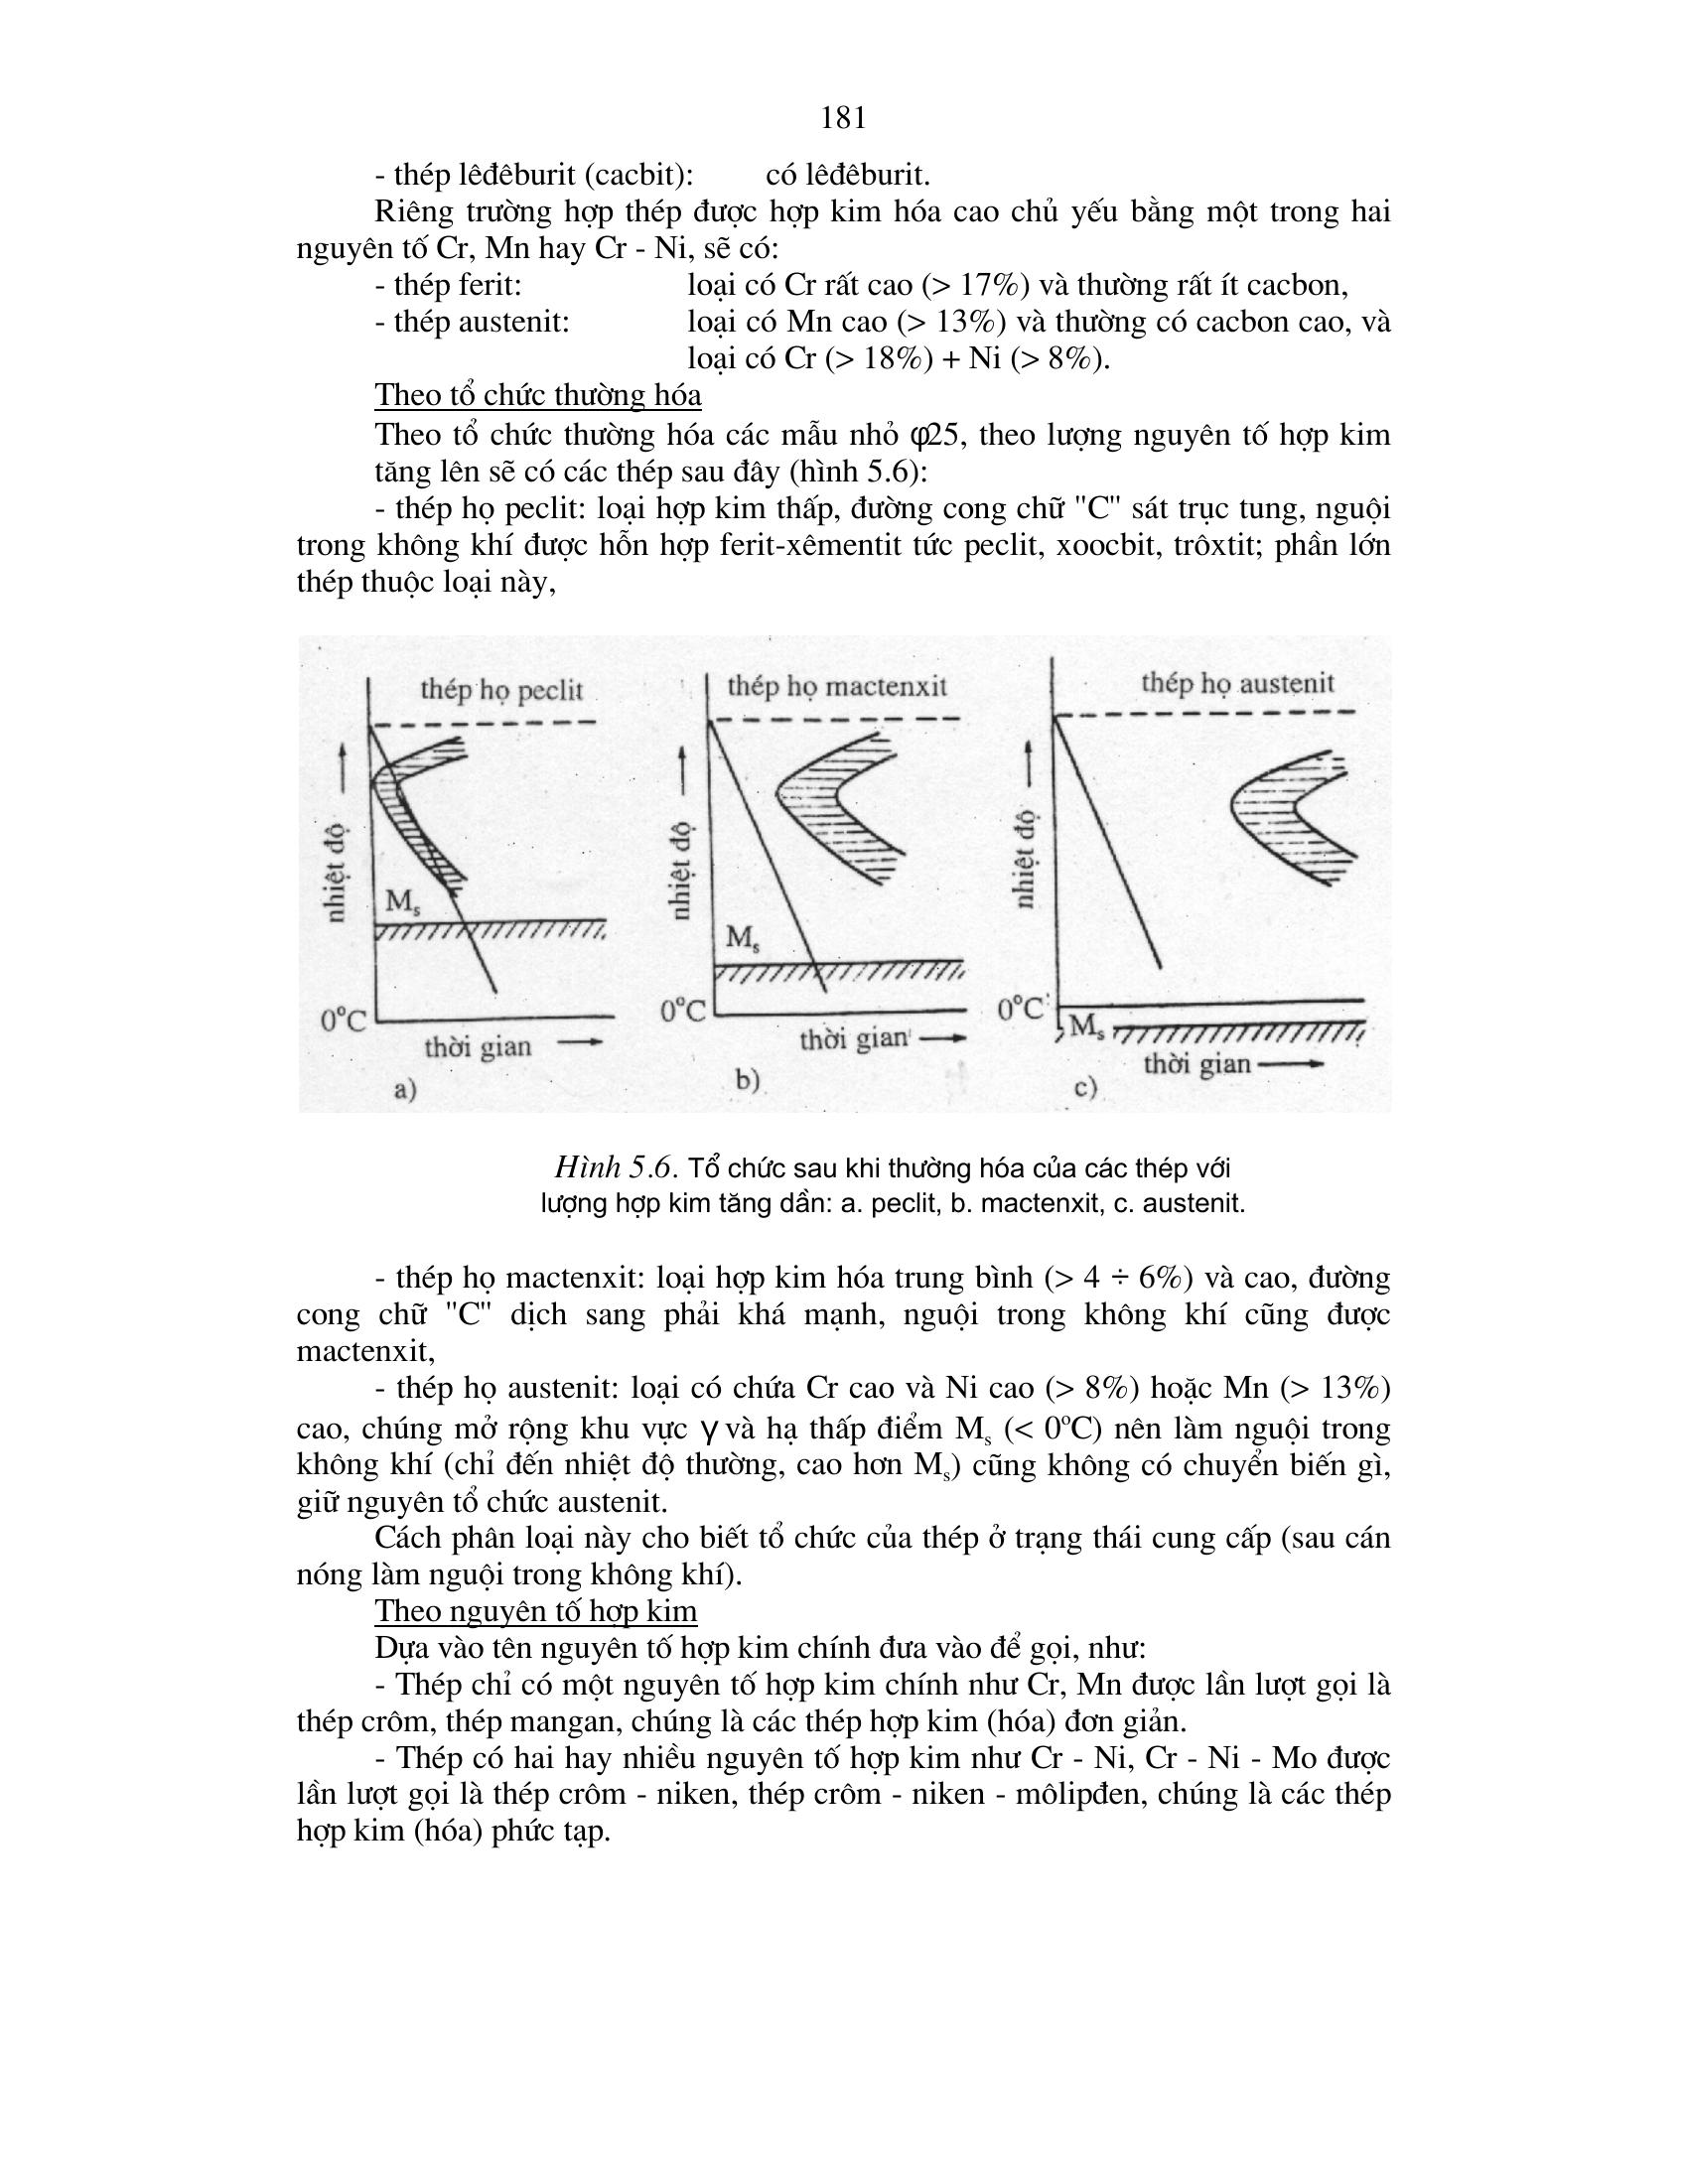 181
- thép lêđêburit (cacbit): có lêđêburit.
Riêng trường hợp thép được hợp kim hóa cao chủ yếu bằng một trong hai
nguyên tố Cr, Mn hay Cr - Ni, sẽ có:
- thép ferit: loại có Cr rất cao (> 17%) và thường rất ít cacbon,
- thép austenit: loại có Mn cao (> 13%) và thường có cacbon cao, và
loại có Cr (> 18%) + Ni (> 8%).
Theo tổ chức thường hóa
Theo tổ chức thường hóa các mẫu nhỏ φ25, theo lượng nguyên tố hợp kim
tăng lên sẽ có các thép sau đây (hình 5.6):
- thép họ peclit: loại hợp kim thấp, đường cong chữ "C" sát trục tung, nguội
trong không khí được hỗn hợp ferit-xêmentit tức peclit, xoocbit, trôxtit; phần lớn
thép thuộc loại này,
thép họ peclit
nhiệt độ
Ms
0°C
thời gian
a)
thép họ mactenxit
nhiệt độ
Ms
0°C
thời gian
b)
thép họ austenit
nhiệt độ
0°C
Ms
thời gian
c)
Hình 5.6. Tổ chức sau khi thường hóa của các thép với
lượng hợp kim tăng dần: a. peclit, b. mactenxit, c. austenit.
- thép họ mactenxit: loại hợp kim hóa trung bình (> 4 ÷ 6%) và cao, đường
cong chữ "C" dịch sang phải khá mạnh, nguội trong không khí cũng được
mactenxit,
- thép họ austenit: loại có chứa Cr cao và Ni cao (> 8%) hoặc Mn (> 13%)
cao, chúng mở rộng khu vực γ và hạ thấp điểm Ms (< 0°C) nên làm nguội trong
không khí (chỉ đến nhiệt độ thường, cao hơn Ms) cũng không có chuyển biến gì,
giữ nguyên tổ chức austenit.
Cách phân loại này cho biết tổ chức của thép ở trạng thái cung cấp (sau cán
nóng làm nguội trong không khí).
Theo nguyên tố hợp kim
Dựa vào tên nguyên tố hợp kim chính đưa vào để gọi, như:
- Thép chỉ có một nguyên tố hợp kim chính như Cr, Mn được lần lượt gọi là
thép crôm, thép mangan, chúng là các thép hợp kim (hóa) đơn giản.
- Thép có hai hay nhiều nguyên tố hợp kim như Cr - Ni, Cr - Ni - Mo được
lần lượt gọi là thép crôm - niken, thép crôm - niken - môlipđen, chúng là các thép
hợp kim (hóa) phức tạp.